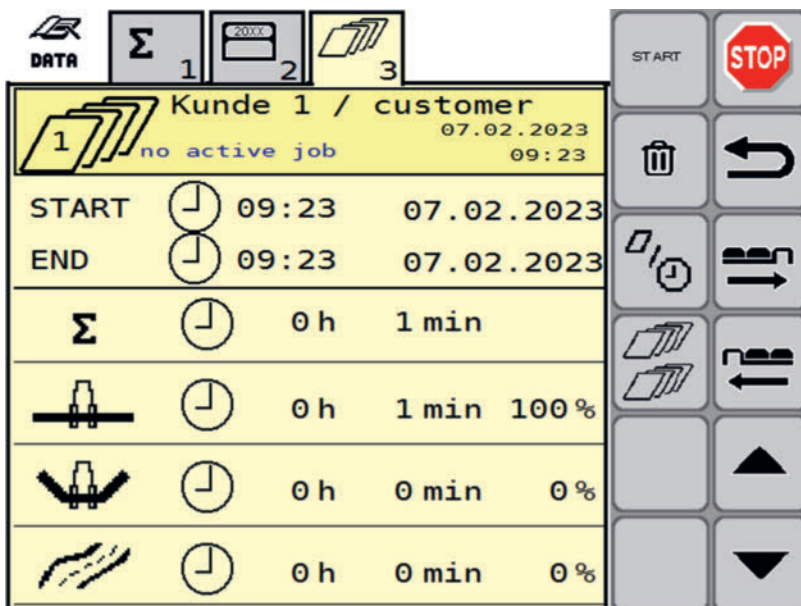 DATA Σ 1 20XX 2 3
START STOP
1 Kunde 1 / customer
no active job 07.02.2023
09:23
START 09:23 07.02.2023
END 09:23 07.02.2023
Σ 0 h 1 min
0 h 1 min 100 %
0 h 0 min 0 %
0 h 0 min 0 %